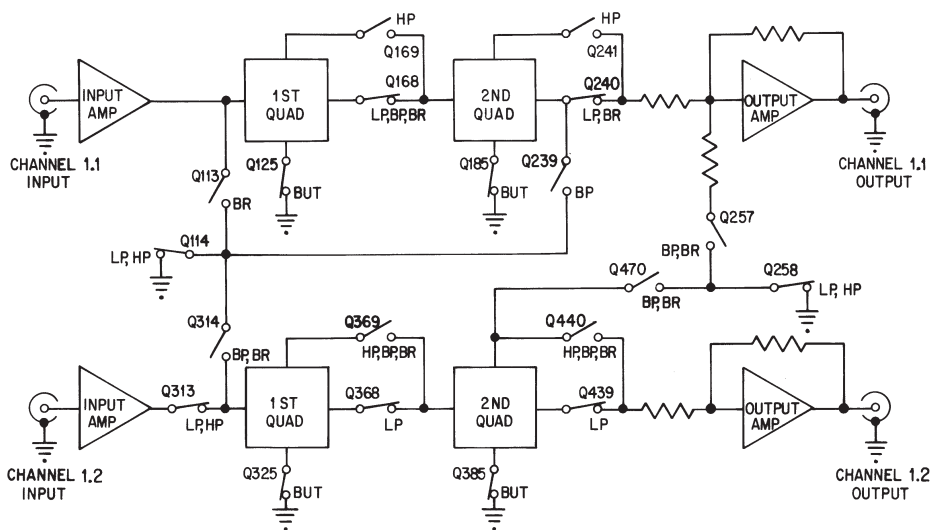 HP
HP
Q169
Q241
INPUT
AMP
1ST
QUAD
Q168
LP,BP,BR
2ND
QUAD
Q240
LP,BR
OUTPUT
AMP
CHANNEL 1.1
INPUT
CHANNEL 1.1
OUTPUT
Q113
BR
Q125
BUT
Q185
BUT
Q239
BP
Q257
BP,BR
Q114
LP,HP
Q470
BP,BR
Q258
LP,HP
Q314
BP,BR
Q369
HP,BP,BR
Q440
HP,BP,BR
INPUT
AMP
Q313
LP,HP
1ST
QUAD
Q368
LP
2ND
QUAD
Q439
LP
OUTPUT
AMP
CHANNEL 1.2
INPUT
CHANNEL 1.2
OUTPUT
Q325
BUT
Q385
BUT